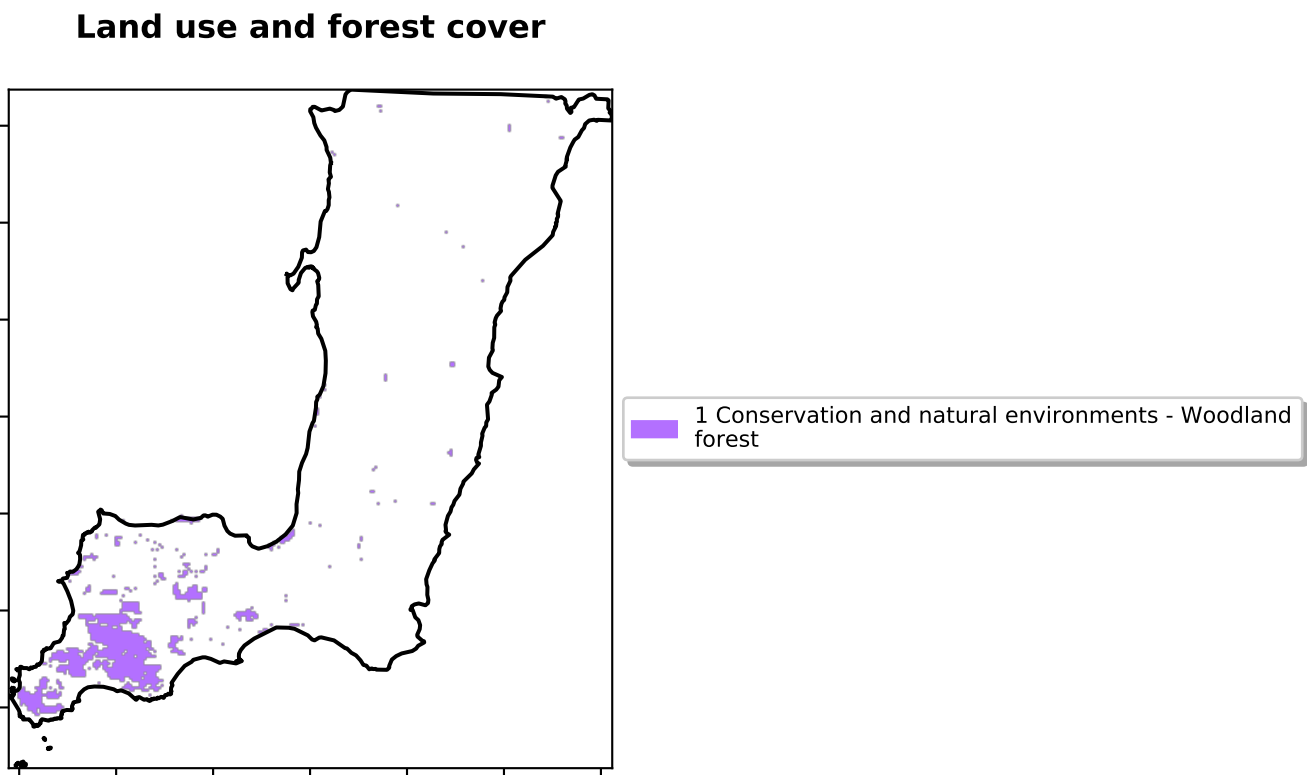 Land use and forest cover
1 Conservation and natural environments - Woodland
forest